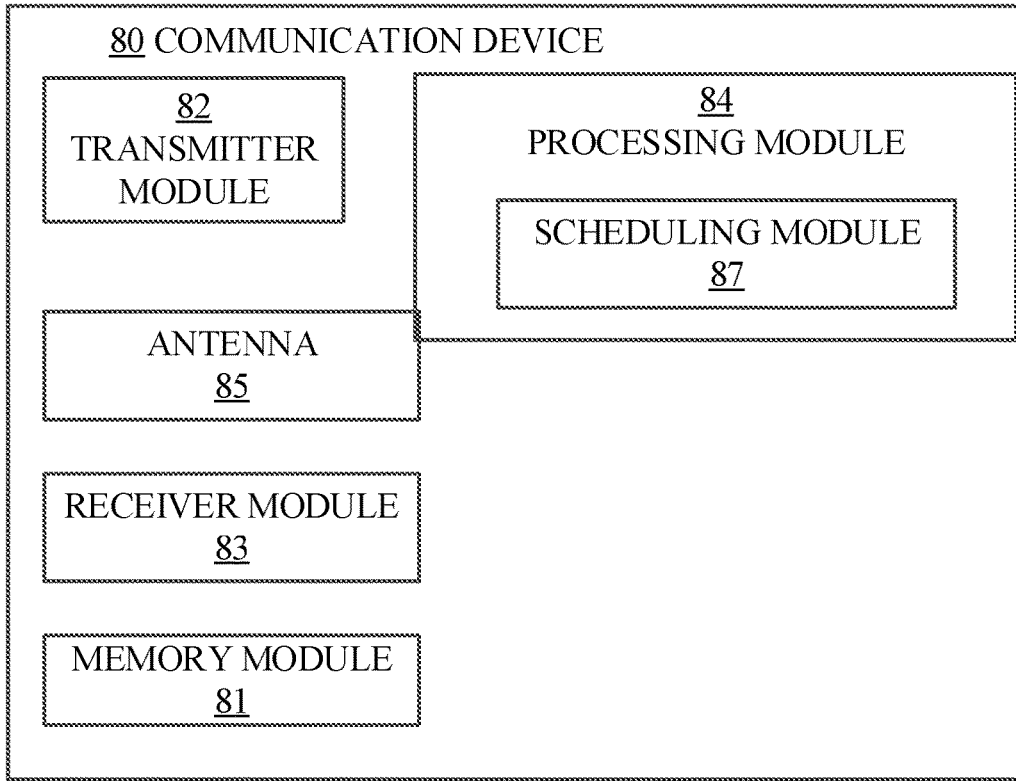 80 COMMUNICATION DEVICE
82
TRANSMITTER
MODULE
84
PROCESSING MODULE
SCHEDULING MODULE
87
ANTENNA
85
RECEIVER MODULE
83
MEMORY MODULE
81